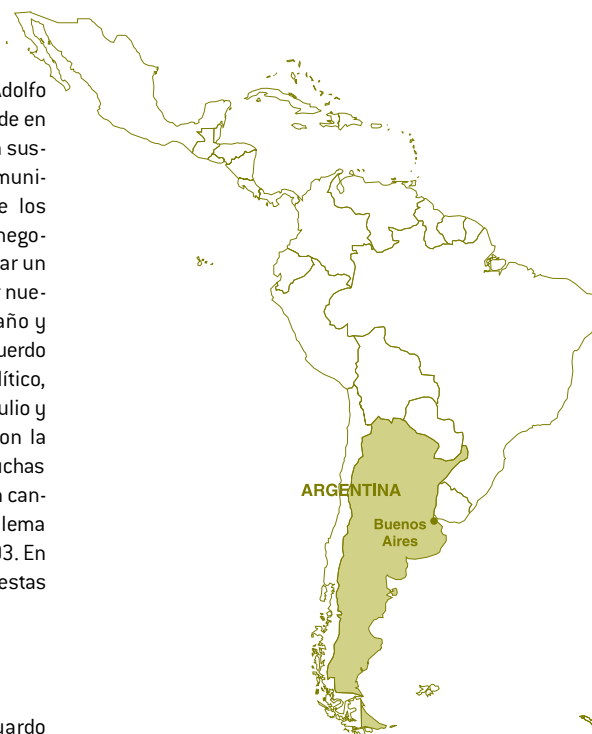 Adolfo
de en
sus-
muni-
e los
nego-
ar un
nue-
año y
uerdo
lítico,
ulio y
on la
uchas
can-
lema
03. En
estas
uardo
ARGENTINA
Buenos
Aires